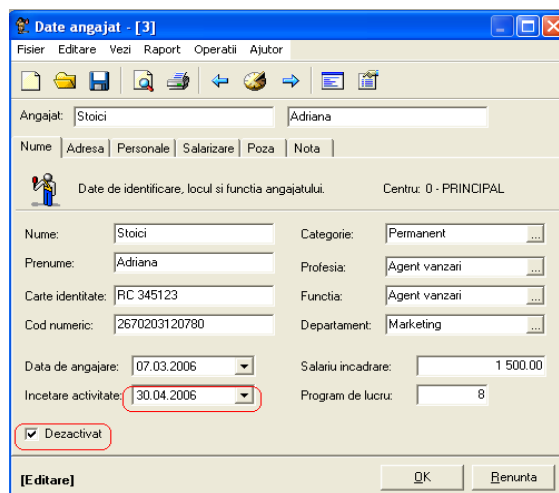 Date angajat - [3]
Fisier Editare Vezi Raport Operatii Ajutor
Angajat: Stoici Adriana
Nume Adresa Personale Salarizare Poza Nota
Date de identificare, locul si functia angajatului. Centru: 0 - PRINCIPAL
Nume: Stoici Categorie: Permanent ...
Prenume: Adriana Profesia: Agent vanzari ...
Carte identitate: RC 345123 Functia: Agent vanzari ...
Cod numeric: 2670203120780 Departament: Marketing ...
Data de angajare: 07.03.2006 Salariu incadrare: 1 500.00
Incetare activitate: 30.04.2006 Program de lucru: 8
Dezactivat
[Editare] OK Renunta